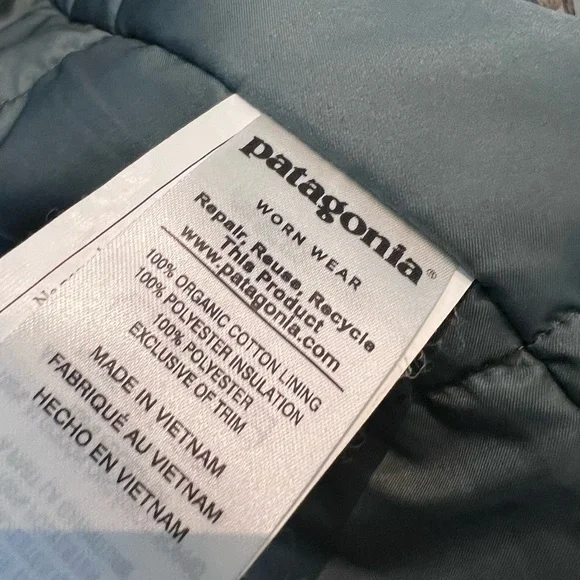 patagonia®
WORN WEAR
Repair, Reuse, Recycle
This Product
www.patagonia.com
100% ORGANIC COTTON LINING
100% POLYESTER INSULATION
100% POLYESTER
EXCLUSIVE OF TRIM
MADE IN VIETNAM
FABRIQUÉ AU VIETNAM
HECHO EN VIETNAM